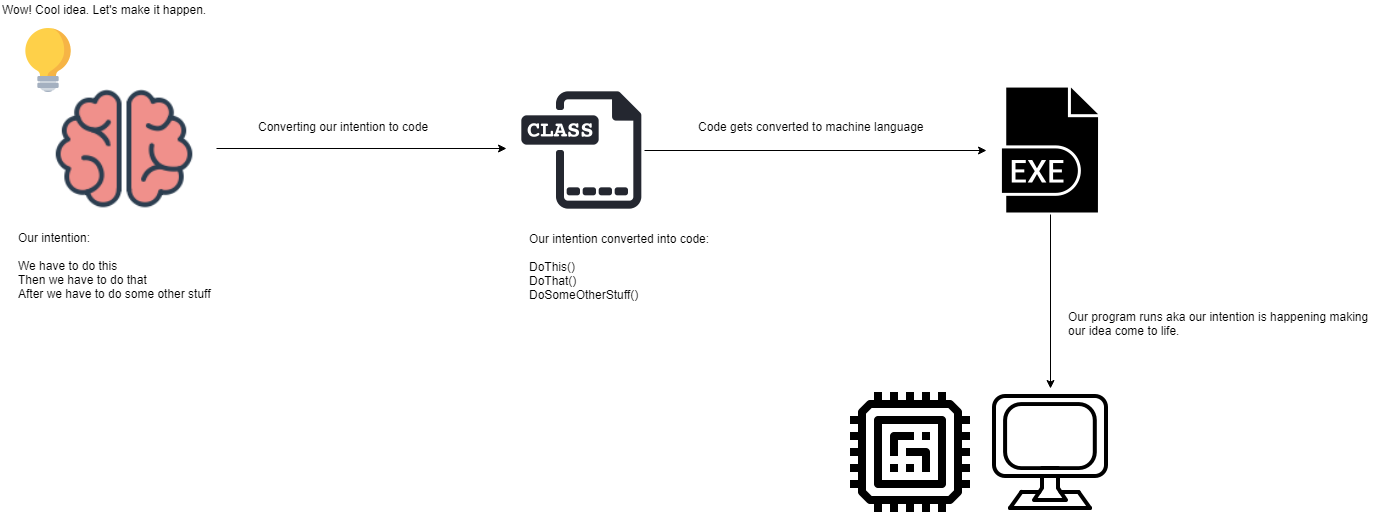 Wow! Cool idea. Let's make it happen.
Converting our intention to code
CLASS
Code gets converted to machine language
EXE
Our intention:
We have to do this
Then we have to do that
After we have to do some other stuff
Our intention converted into code:
DoThis()
DoThat()
DoSomeOtherStuff()
Our program runs aka our intention is happening making
our idea come to life.